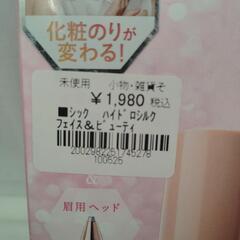 化粧のりが
変わる!
未使用 小物・雑貨そ
¥1,980 税込
■シック ハイドロシルク
フェイス&ビューティ
2002982251745278
100525
&
眉用ヘッド